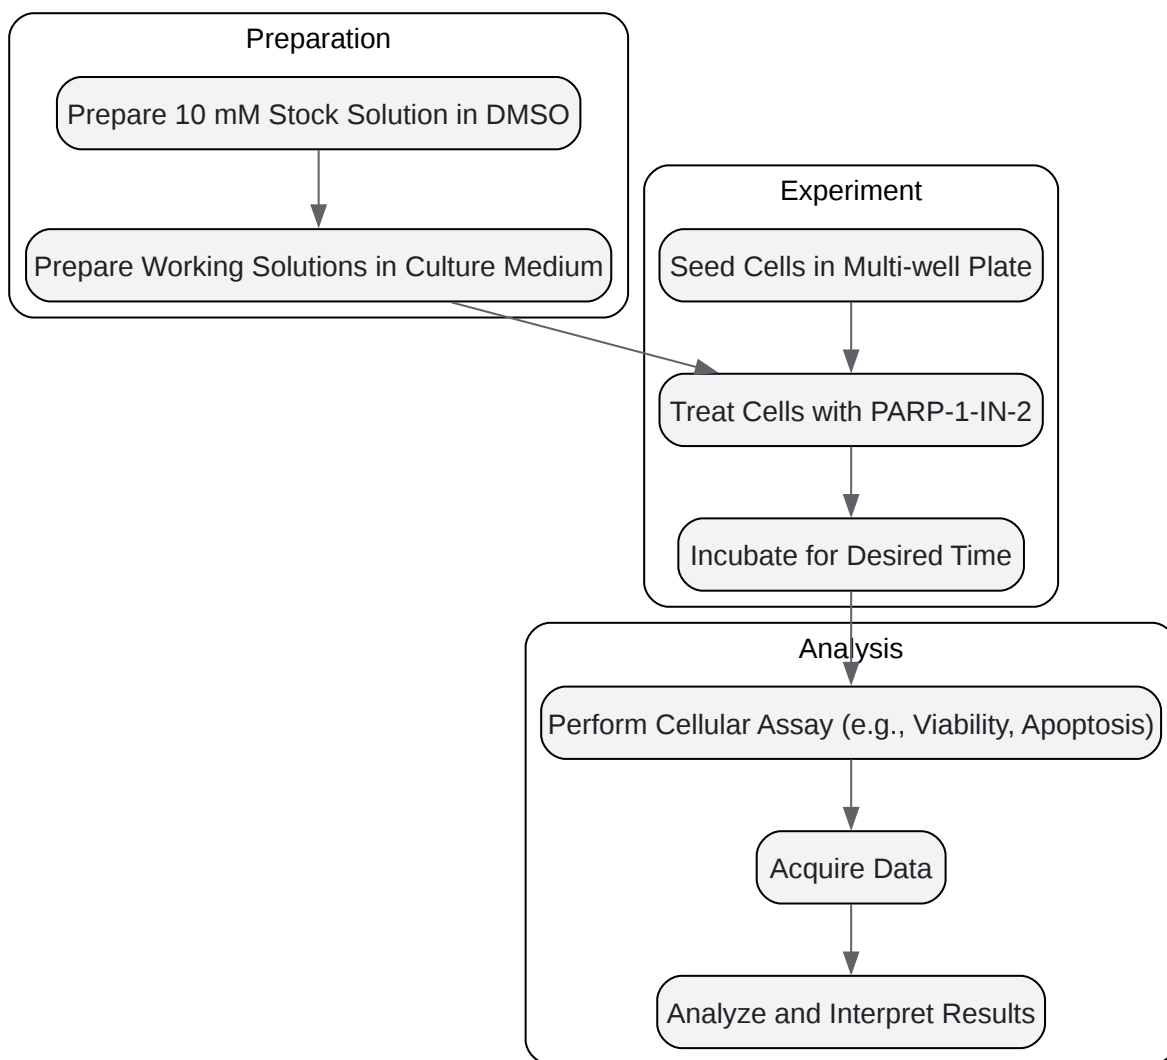 Preparation
Prepare 10 mM Stock Solution in DMSO
Prepare Working Solutions in Culture Medium
Experiment
Seed Cells in Multi-well Plate
Treat Cells with PARP-1-IN-2
Incubate for Desired Time
Analysis
Perform Cellular Assay (e.g., Viability, Apoptosis)
Acquire Data
Analyze and Interpret Results